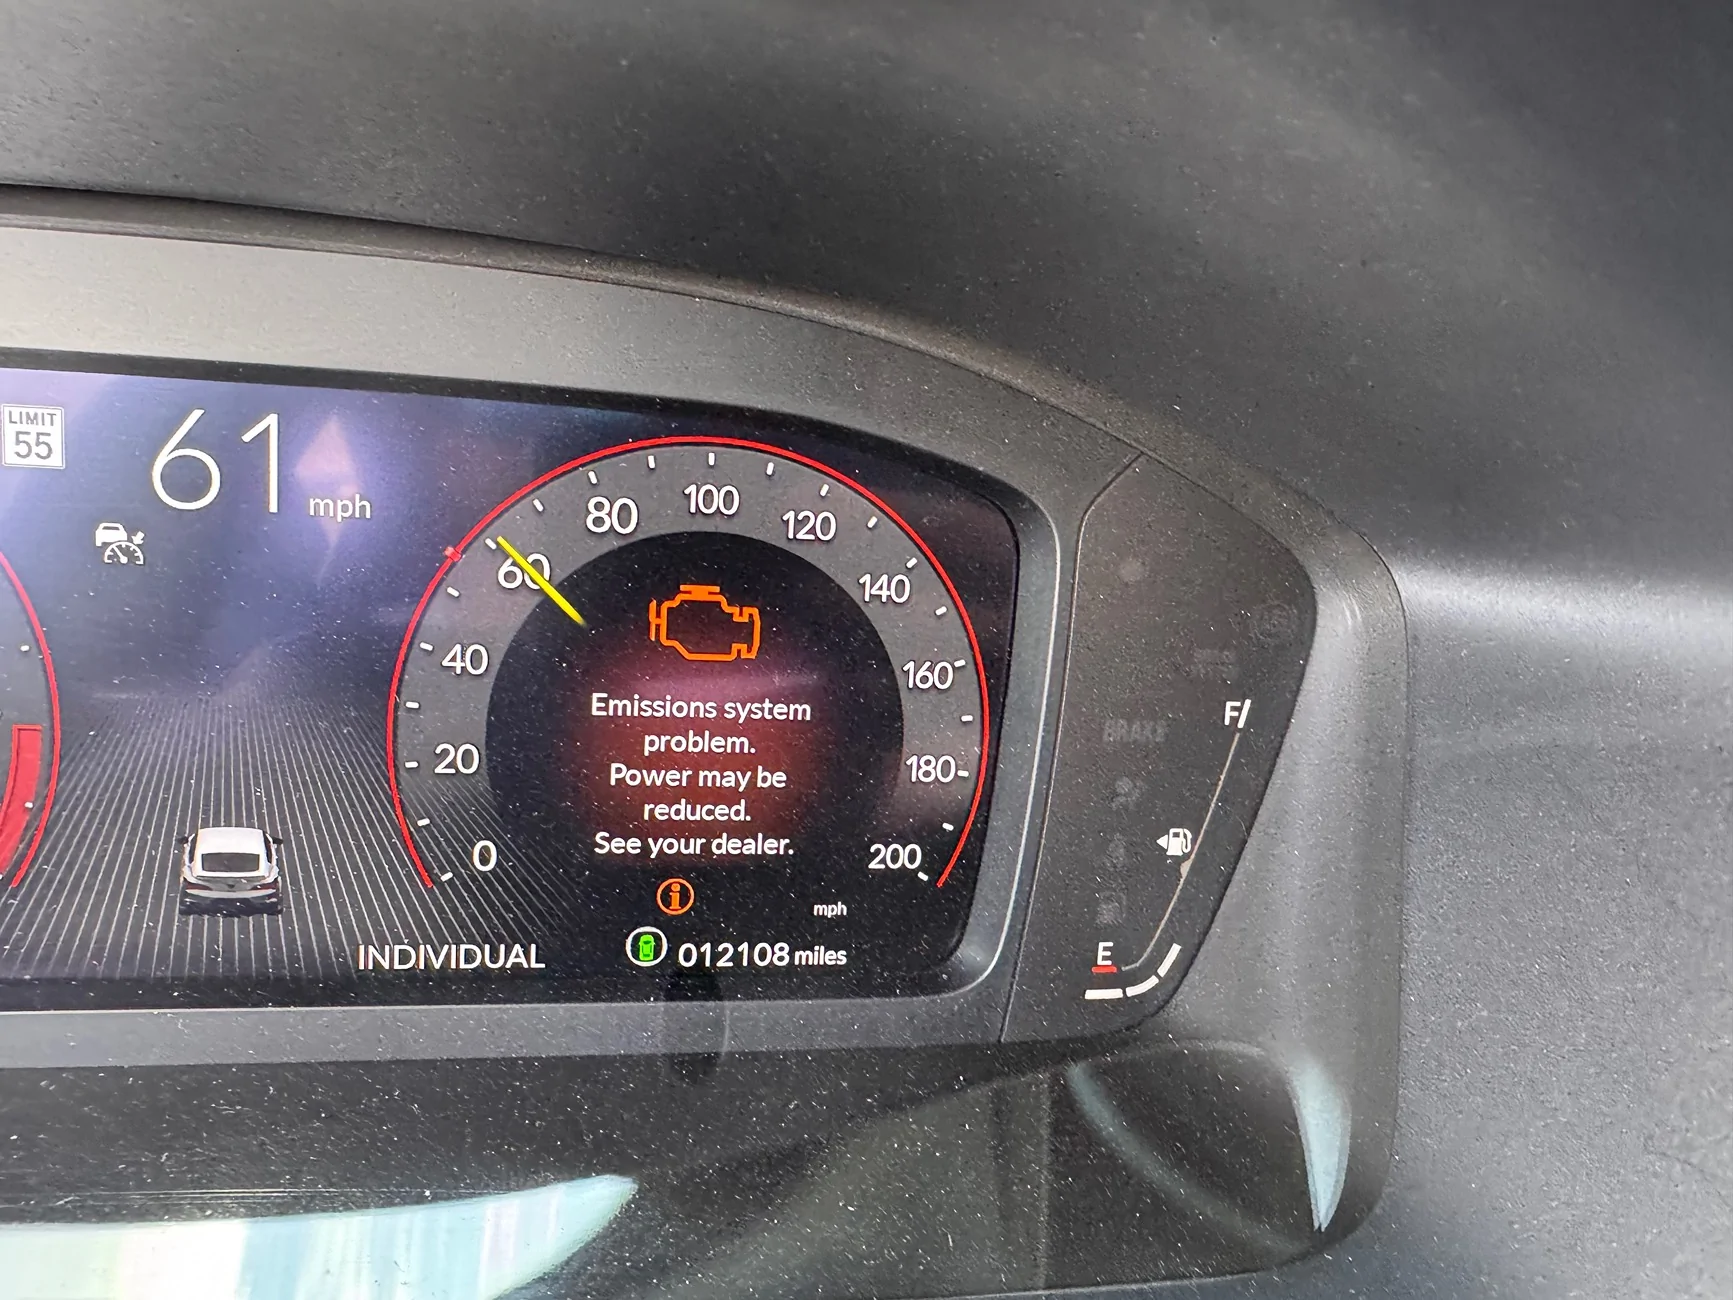 LIMIT
55
61 mph
100
80
120
60
140
40
160
20
180
0
200
Emissions system
problem.
Power may be
reduced.
See your dealer.
mph
INDIVIDUAL
012108 miles
F
BRAKE
E